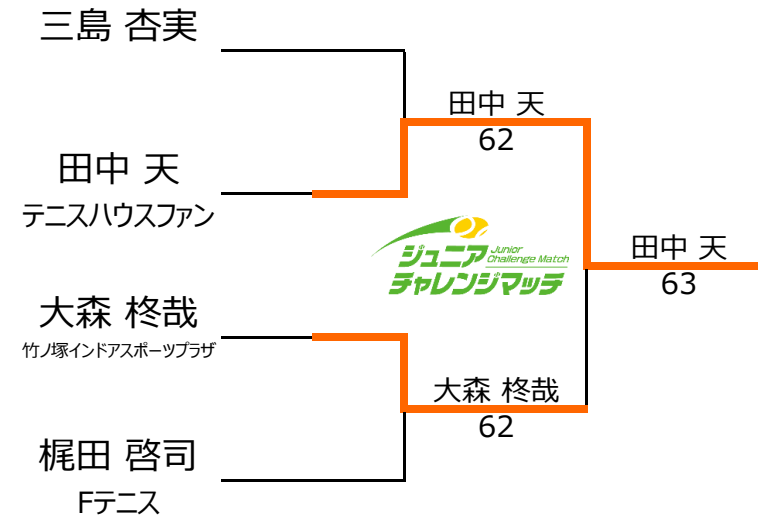 三島 杏実
田中 天
テニスハウスファン
大森 柊哉
竹ノ塚インドアスポーツプラザ
梶田 啓司
Fテニス
田中 天
62
大森 柊哉
62
田中 天
63
ジュニア
Junior
Challenge Match
チャレンジマッチ